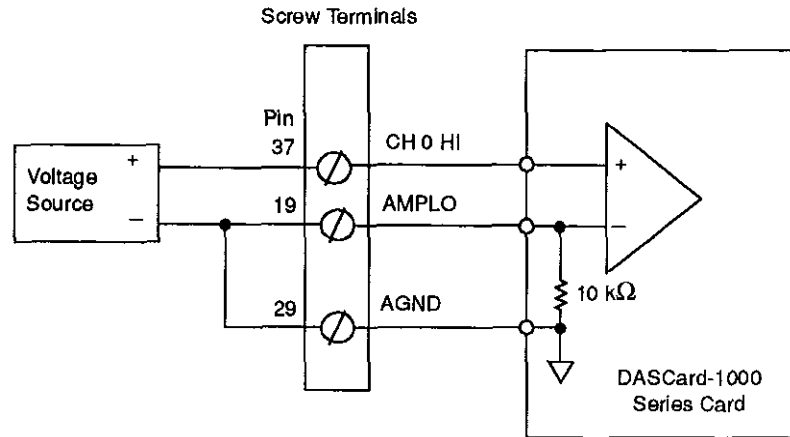 Screw Terminals
Pin
37
CH 0 HI
+
Voltage
Source
–
19
AMPLO
+
–
10 kΩ
29
AGND
DASCard-1000
Series Card